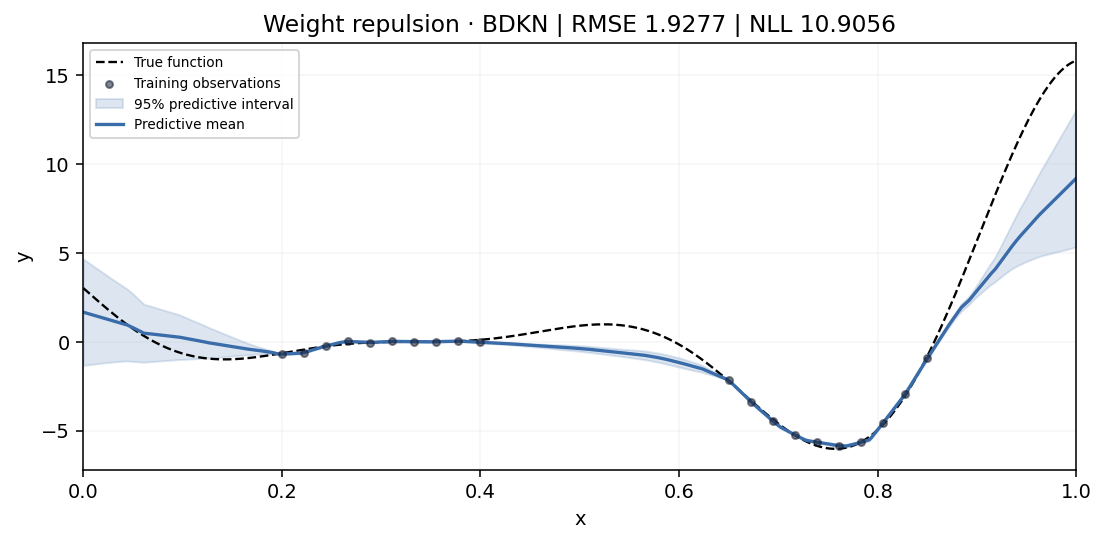 Weight repulsion · BDKN | RMSE 1.9277 | NLL 10.9056
True function
Training observations
95% predictive interval
Predictive mean
15
10
5
0
−5
y
0.0 0.2 0.4 0.6 0.8 1.0
x